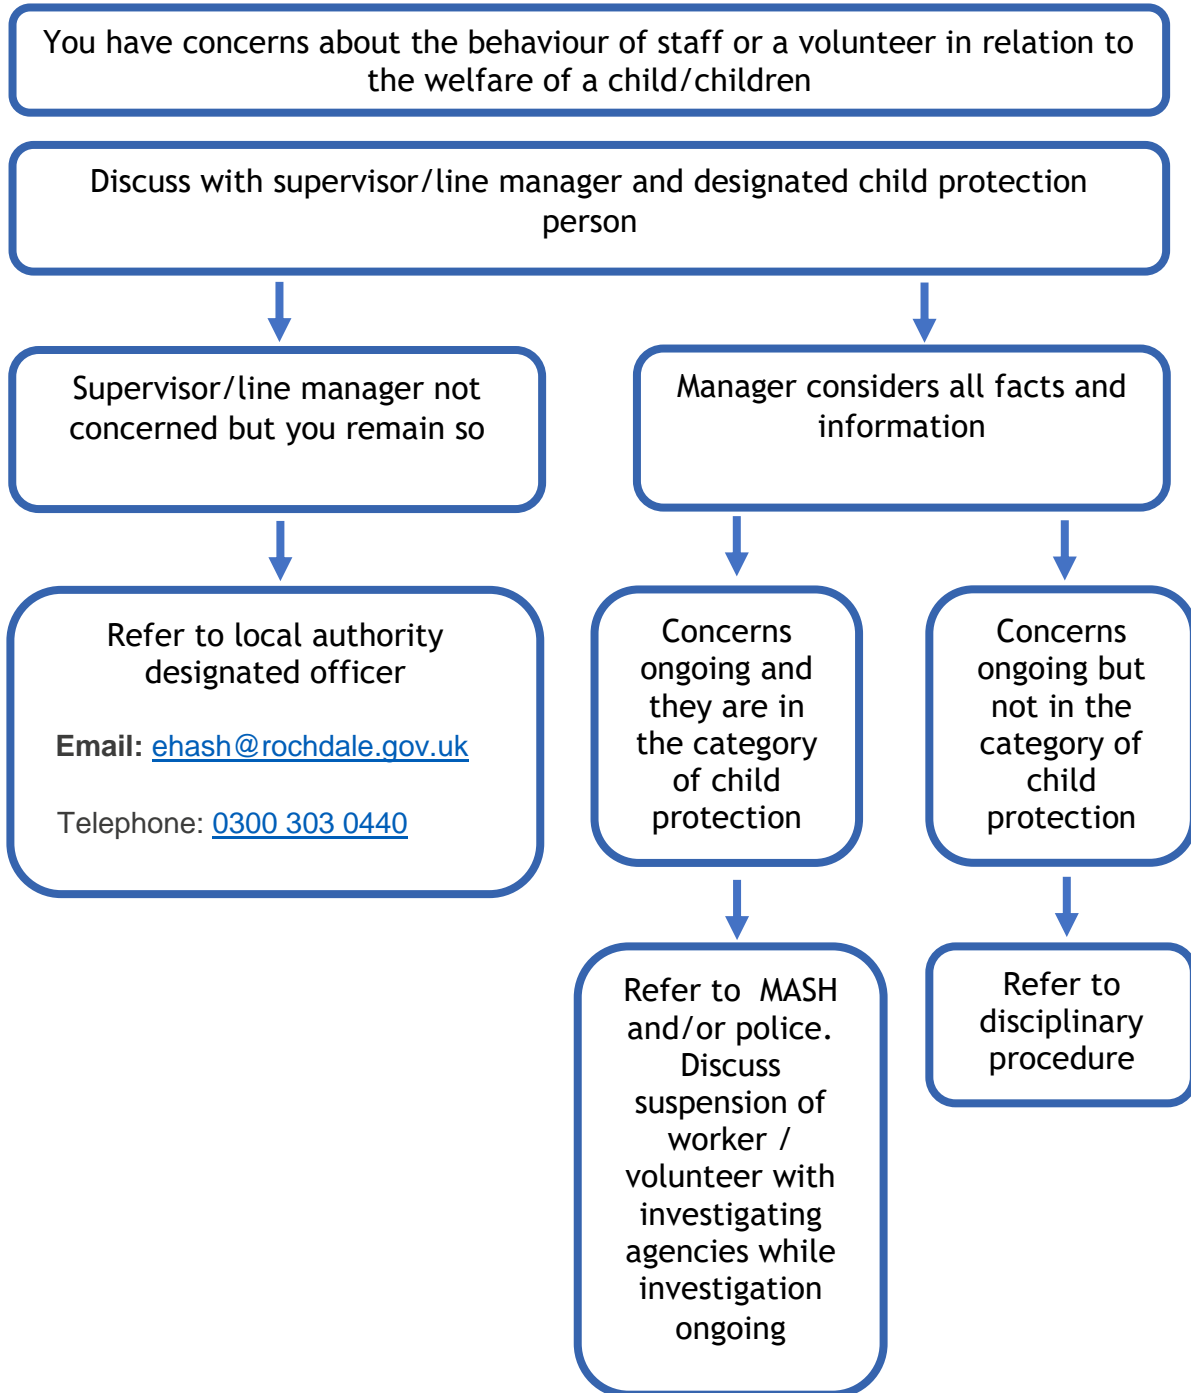 You have concerns about the behaviour of staff or a volunteer in relation to
the welfare of a child/children
Discuss with supervisor/line manager and designated child protection
person
Supervisor/line manager not
concerned but you remain so
Manager considers all facts and
information
Refer to local authority
designated officer
Email: ehash@rochdale.gov.uk
Telephone: 0300 303 0440
Concerns
ongoing and
they are in
the category
of child
protection
Concerns
ongoing but
not in the
category of
child
protection
Refer to  MASH
and/or police.
Discuss
suspension of
worker /
volunteer with
investigating
agencies while
investigation
ongoing
Refer to
disciplinary
procedure